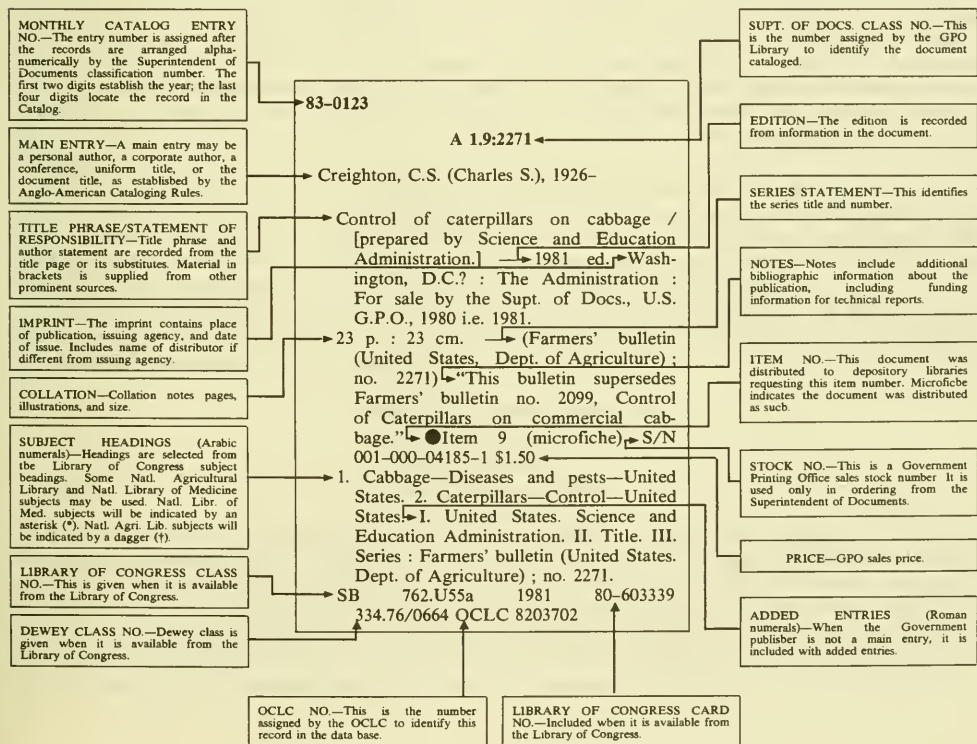 MONTHLY CATALOG ENTRY
NO.—The entry number is assigned after
the records are arranged alpha-
numerically by the Superintendent of
Documents classification number. The
first two digits establish the year; the last
four digits locate the record in the
Catalog.
MAIN ENTRY—A main entry may be
a personal author, a corporate author, a
conference, uniform title, or the
document title, as established by the
Anglo-American Cataloging Rules.
TITLE PHRASE/STATEMENT OF
RESPONSIBILITY—Title phrase and
author statement are recorded from the
title page or its substitutes. Material in
brackets is supplied from other
prominent sources.
IMPRINT—The imprint contains place
of publication, issuing agency, and date
of issue. Includes name of distributor if
different from issuing agency.
COLLATION—Collation notes pages,
illustrations, and size.
SUBJECT HEADINGS (Arabic
numerals)—Headings are selected from
the Library of Congress subject
headings. Some Natl. Agricultural
Library and Natl. Library of Medicine
subjects may be used. Natl. Libr. of
Med. subjects will be indicated by an
asterisk (*). Natl. Agri. Lib. subjects will
be indicated by a dagger (†).
LIBRARY OF CONGRESS CLASS
NO.—This is given when it is available
from the Library of Congress.
DEWEY CLASS NO.—Dewey class is
given when it is available from the
Library of Congress.
83-0123
A 1.9:2271
Creighton, C.S. (Charles S.), 1926-
Control of caterpillars on cabbage /
[prepared by Science and Education
Administration.] — 1981 ed. Wash-
ington, D.C.? : The Administration :
For sale by the Supt. of Docs., U.S.
G.P.O., 1980 i.e. 1981.
23 p. : 23 cm. — (Farmers' bulletin
(United States, Dept. of Agriculture) ;
no. 2271) "This bulletin supersedes
Farmers' bulletin no. 2099, Control
of Caterpillars on commercial cab-
bage." ●Item 9 (microfiche) S/N
001-000-04185-1 $1.50
1. Cabbage—Diseases and pests—United
States. 2. Caterpillars—Control—United
States. I. United States. Science and
Education Administration. II. Title. III.
Series : Farmers' bulletin (United States.
Dept. of Agriculture) ; no. 2271.
SB 762.U55a 1981 80-603339
334.76/0664 OCLC 8203702
SUPT. OF DOCS. CLASS NO.—This
is the number assigned by the GPO
Library to identify the document
cataloged.
EDITION—The edition is recorded
from information in the document.
SERIES STATEMENT—This identifies
the series title and number.
NOTES—Notes include additional
bibliographic information about the
publication, including funding
information for technical reports.
ITEM NO.—This document was
distributed to depository libraries
requesting this item number. Microfiche
indicates the document was distributed
as such.
STOCK NO.—This is a Government
Printing Office sales stock number It is
used only in ordering from the
Superintendent of Documents.
PRICE—GPO sales price.
ADDED ENTRIES (Roman
numerals)—When the Government
publisher is not a main entry, it is
included with added entries.
OCLC NO.—This is the number
assigned by the OCLC to identify this
record in the data base.
LIBRARY OF CONGRESS CARD
NO.—Included when it is available from
the Library of Congress.